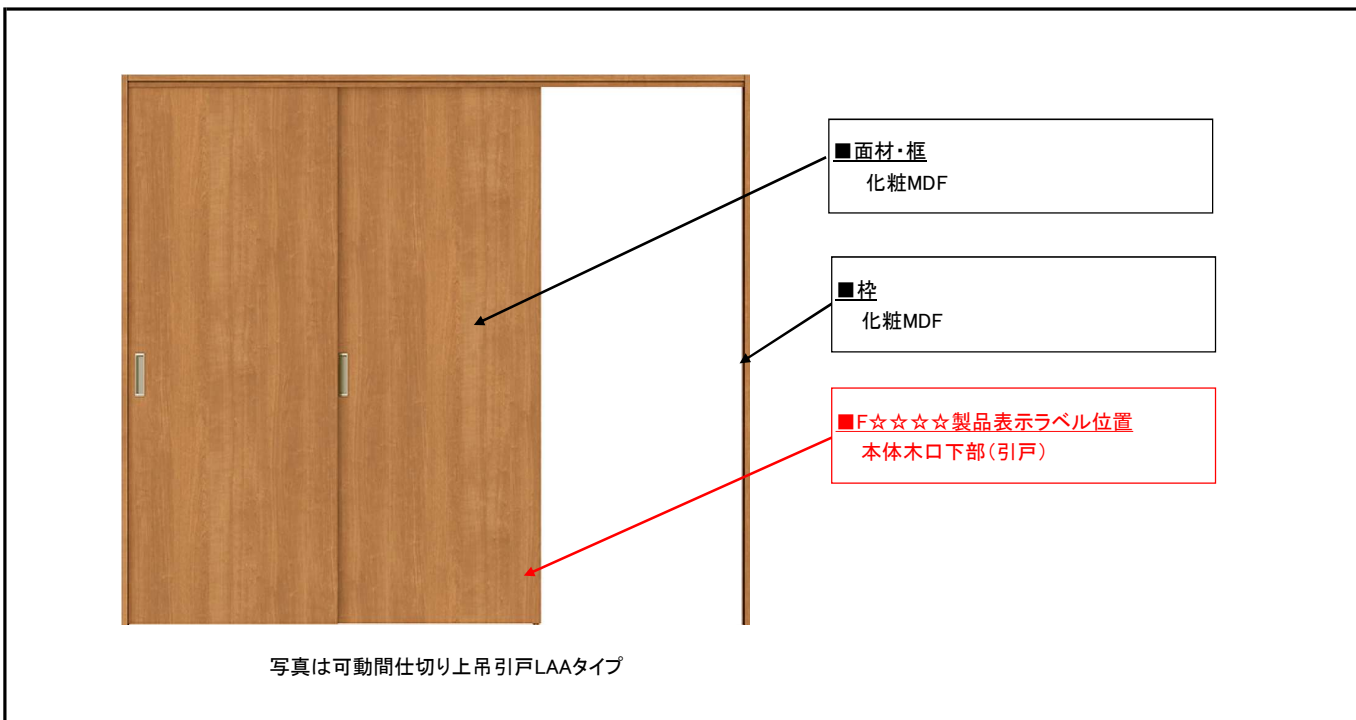 ■面材・框
化粧MDF
■枠
化粧MDF
■F☆☆☆☆製品表示ラベル位置
本体木口下部(引戸)
写真は可動間仕切り上吊引戸LAAタイプ